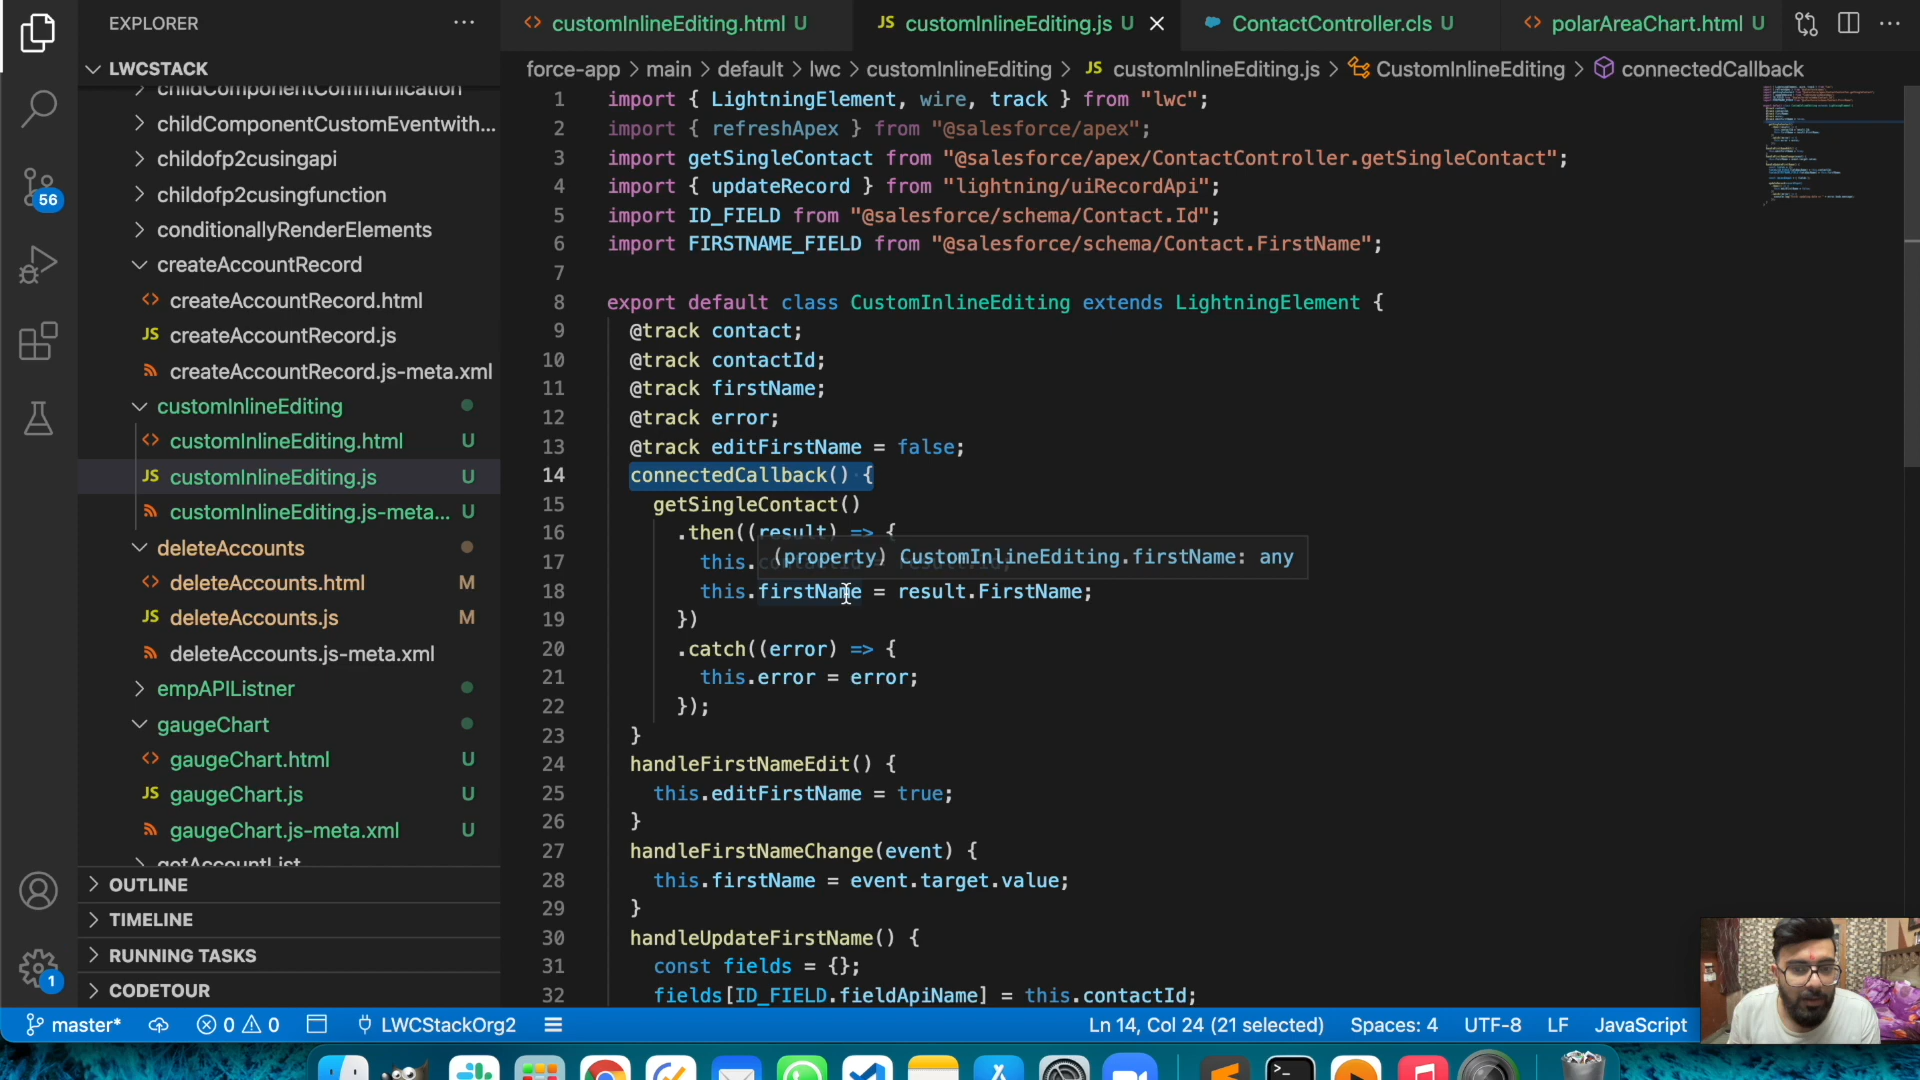 EXPLORER
LWCSTACK
childComponentCommunication
childComponentCustomEventwith...
childofp2cusingapi
childofp2cusingfunction
conditionallyRenderElements
createAccountRecord
createAccountRecord.html
JS createAccountRecord.js
createAccountRecord.js-meta.xml
customInlineEditing
customInlineEditing.html U
JS customInlineEditing.js U
customInlineEditing.js-meta... U
deleteAccounts
deleteAccounts.html M
JS deleteAccounts.js M
deleteAccounts.js-meta.xml
empAPIListner
gaugeChart
gaugeChart.html U
JS gaugeChart.js U
gaugeChart.js-meta.xml U
getAccountList
OUTLINE
TIMELINE
RUNNING TASKS
CODETOUR
56
1
customInlineEditing.html U
JS customInlineEditing.js U
ContactController.cls U
polarAreaChart.html U
force-app > main > default > lwc > customInlineEditing > JS customInlineEditing.js > CustomInlineEditing > connectedCallback
1 import { LightningElement, wire, track } from "lwc";
2 import { refreshApex } from "@salesforce/apex";
3 import getSingleContact from "@salesforce/apex/ContactController.getSingleContact";
4 import { updateRecord } from "lightning/uiRecordApi";
5 import ID_FIELD from "@salesforce/schema/Contact.Id";
6 import FIRSTNAME_FIELD from "@salesforce/schema/Contact.FirstName";
7
8 export default class CustomInlineEditing extends LightningElement {
9 @track contact;
10 @track contactId;
11 @track firstName;
12 @track error;
13 @track editFirstName = false;
14 connectedCallback() {
15 getSingleContact()
16 .then((result) => {
(property) CustomInlineEditing.firstName: any
17 this.
18 this.firstName = result.FirstName;
19 })
20 .catch((error) => {
21 this.error = error;
22 });
23 }
24 handleFirstNameEdit() {
25 this.editFirstName = true;
26 }
27 handleFirstNameChange(event) {
28 this.firstName = event.target.value;
29 }
30 handleUpdateFirstName() {
31 const fields = {};
32 fields[ID_FIELD.fieldApiName] = this.contactId;
master* 0 0 LWCStackOrg2 Ln 14, Col 24 (21 selected) Spaces: 4 UTF-8 LF JavaScript